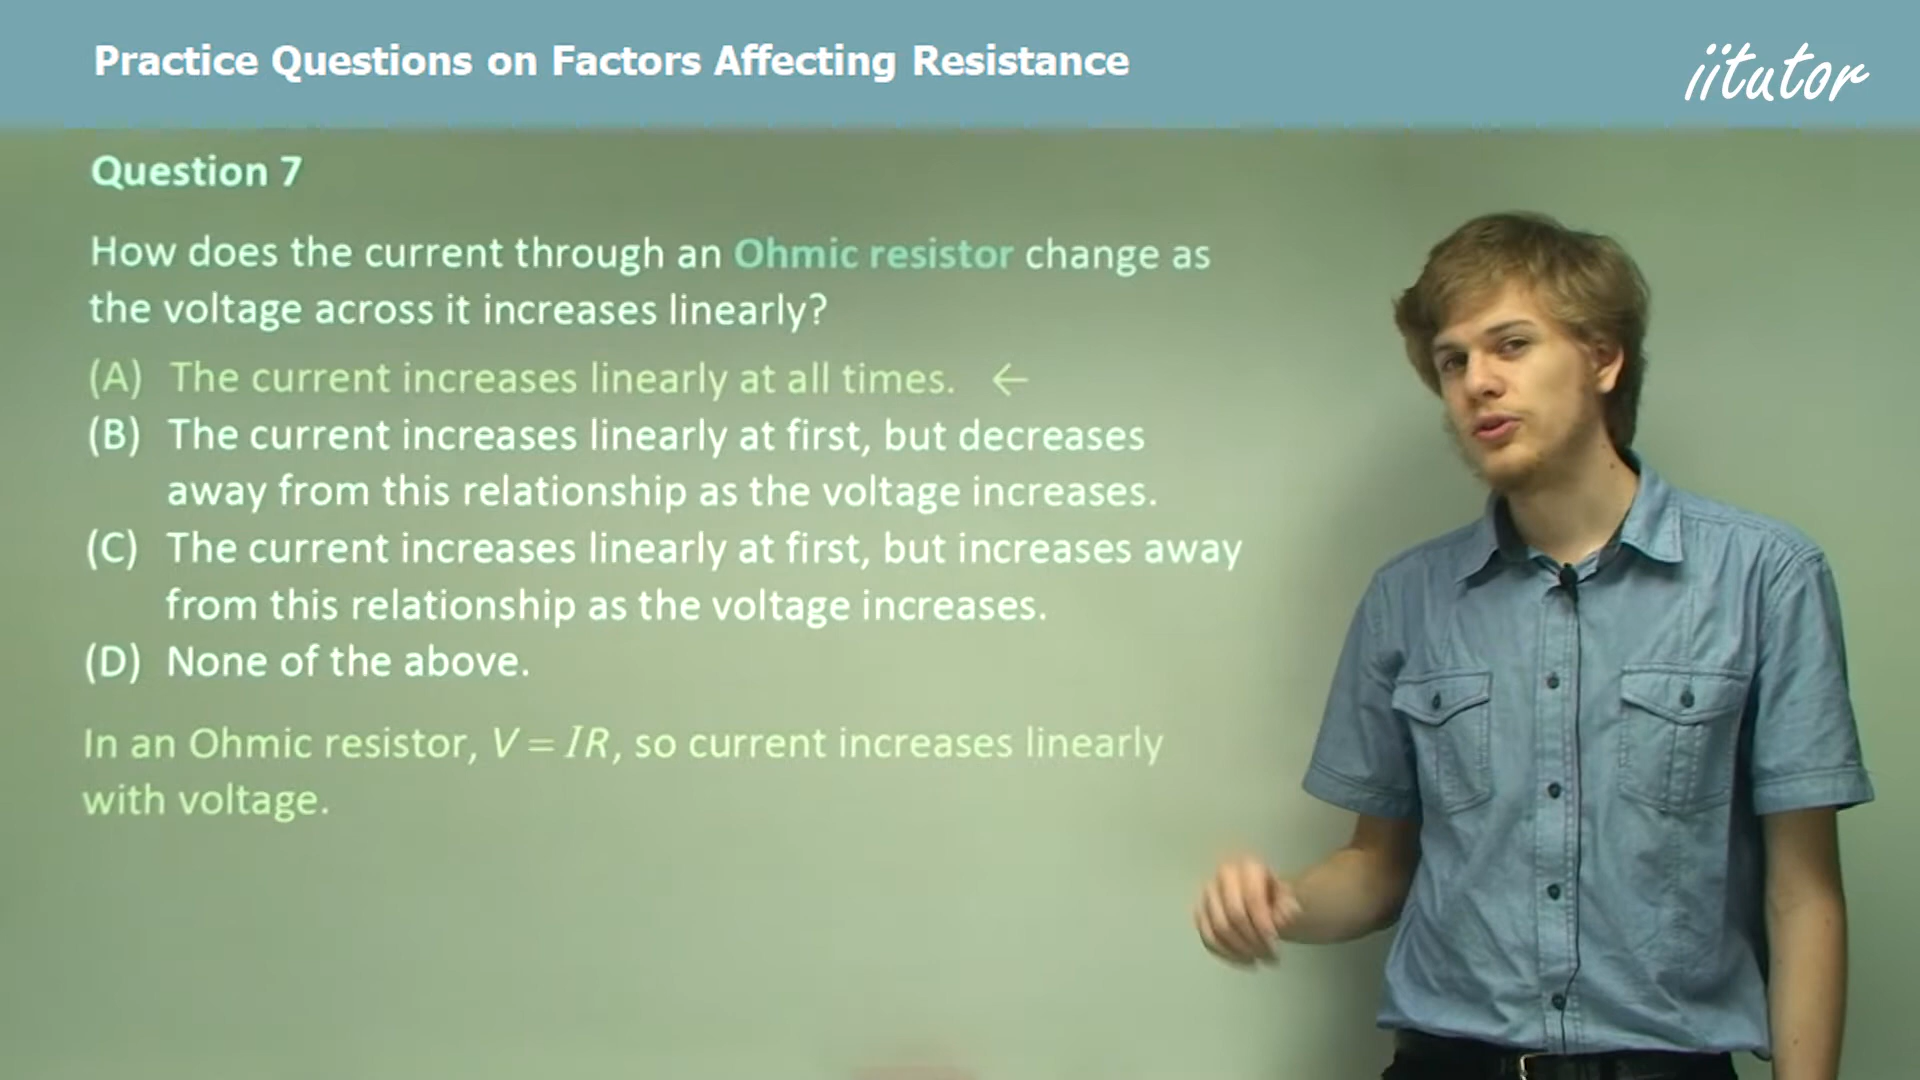 Practice Questions on Factors Affecting Resistance
iitutor
Question 7
How does the current through an Ohmic resistor change as
the voltage across it increases linearly?
(A) The current increases linearly at all times. ←
(B) The current increases linearly at first, but decreases
away from this relationship as the voltage increases.
(C) The current increases linearly at first, but increases away
from this relationship as the voltage increases.
(D) None of the above.
In an Ohmic resistor, V = IR, so current increases linearly
with voltage.